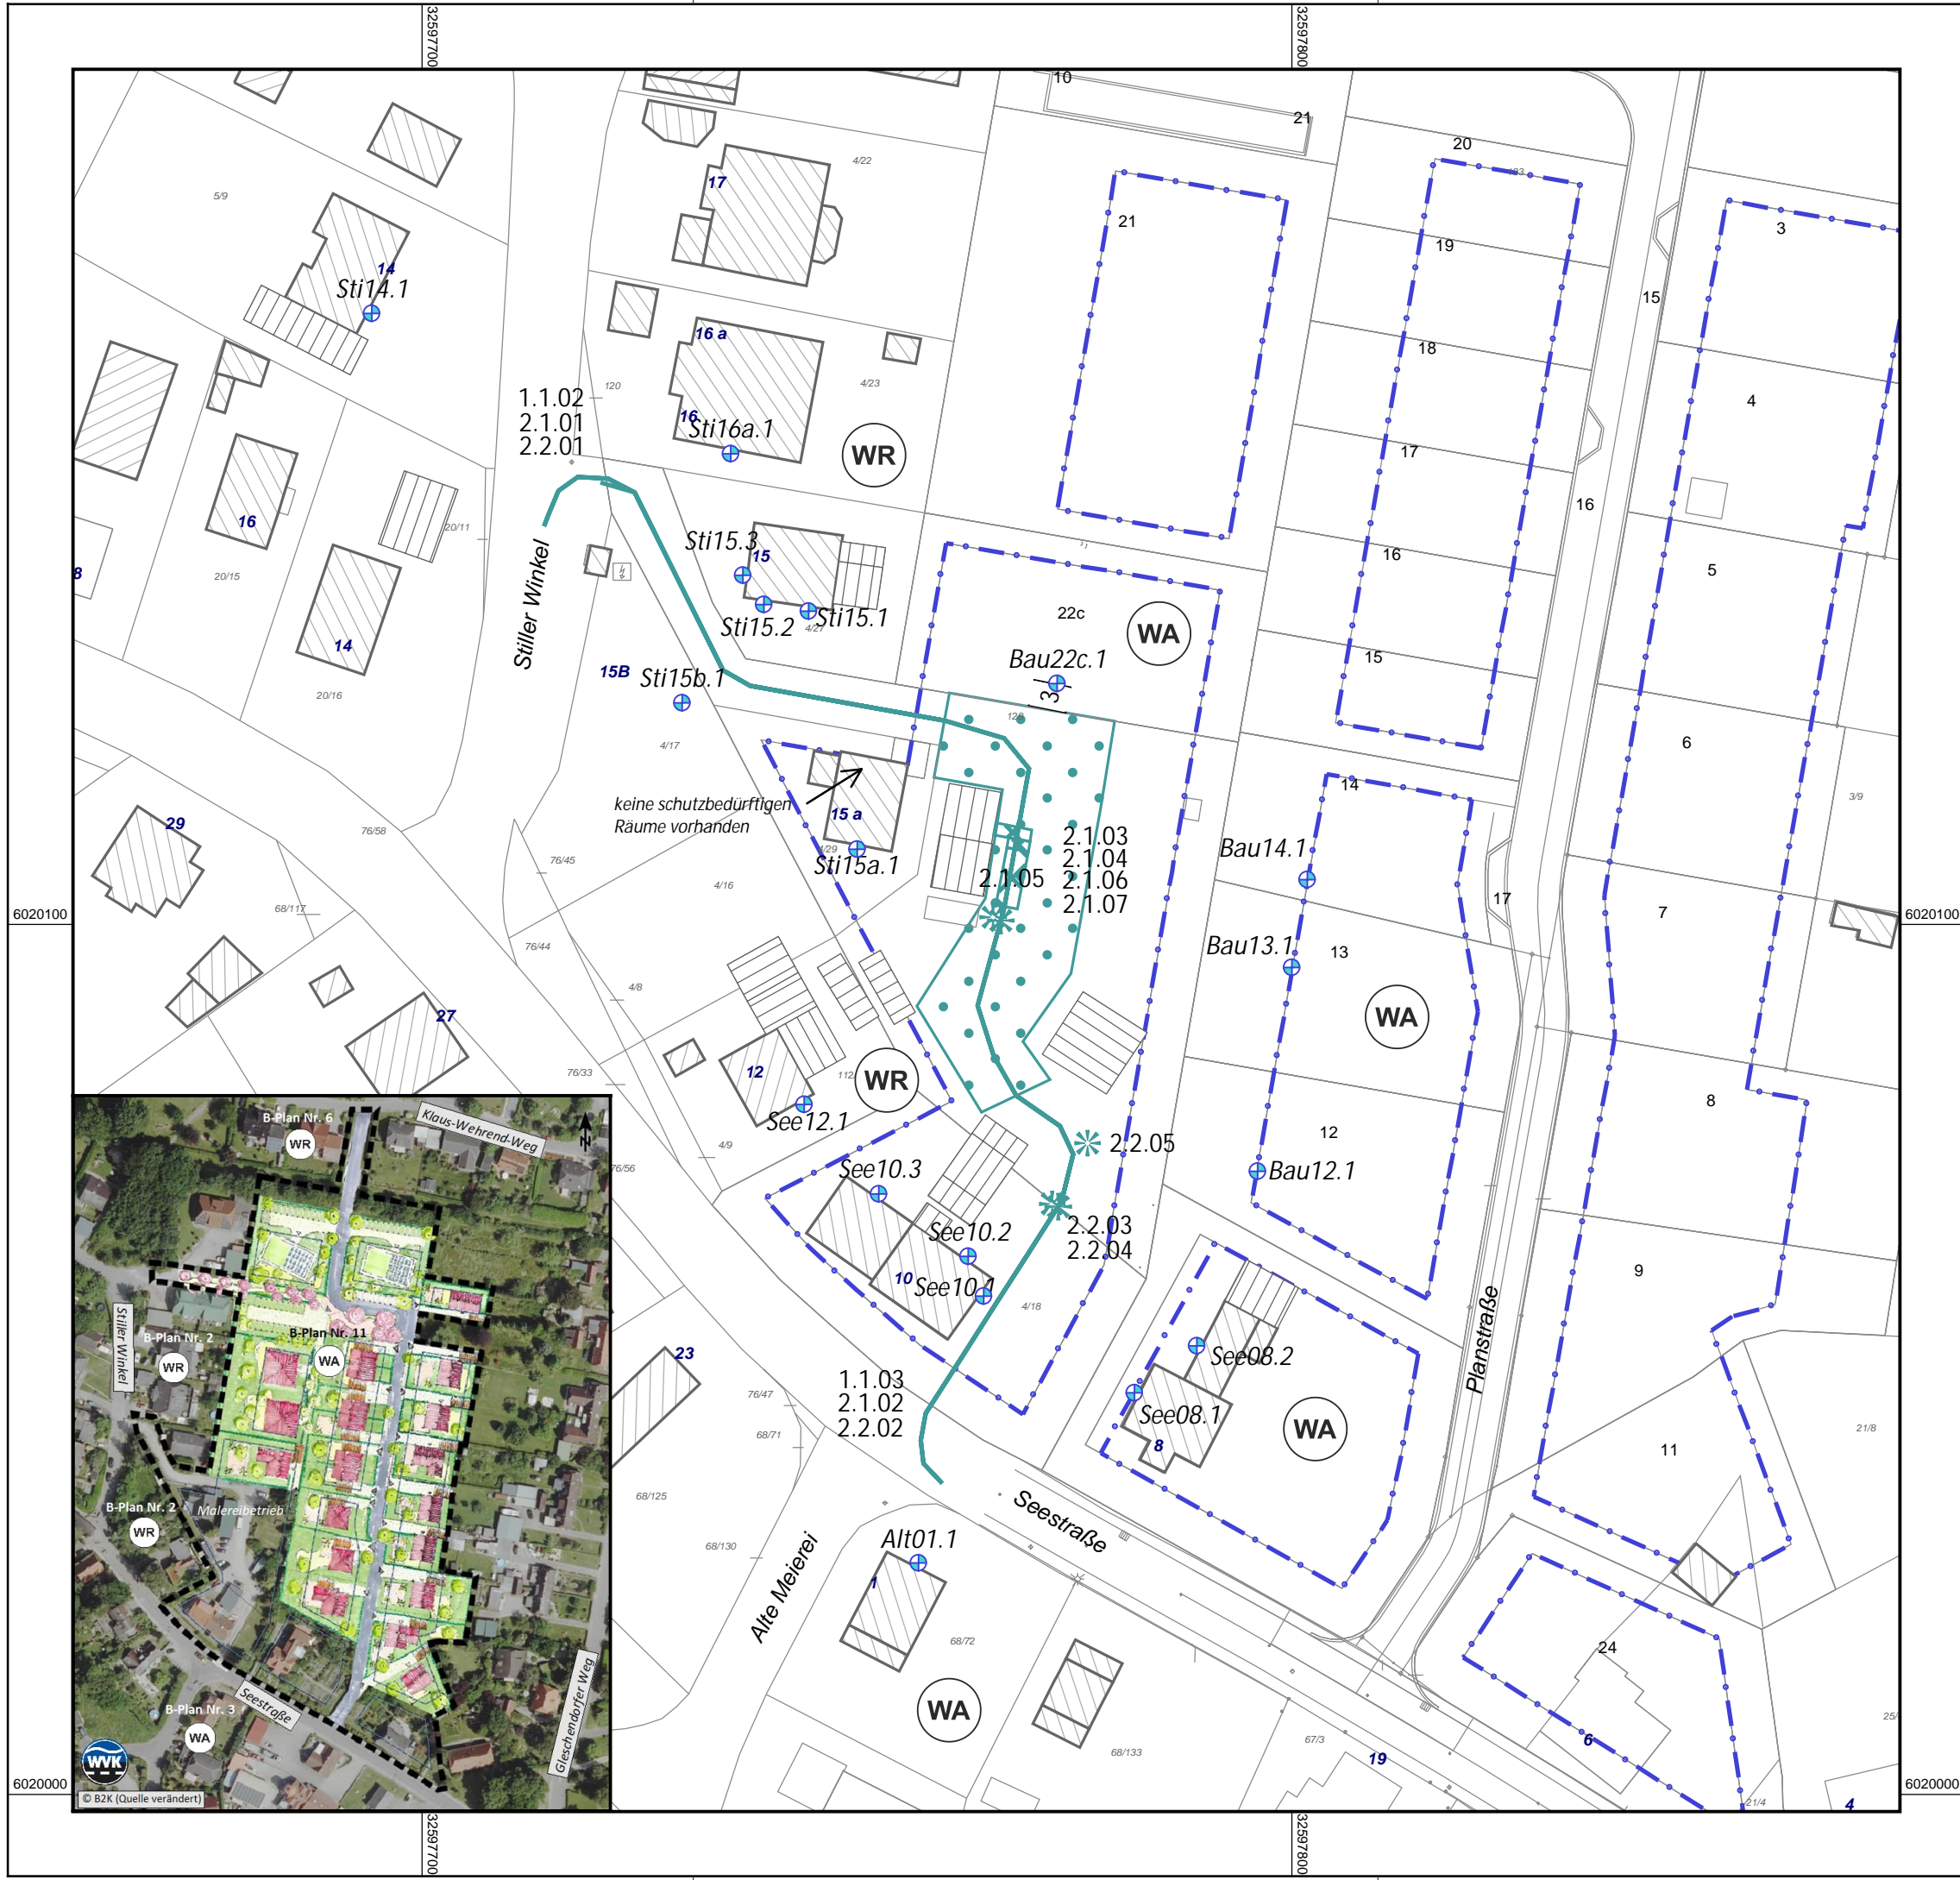 32597700
32597800
10
21
20
123
4/22
17
5/9
21
3
19
14
Sti14.1
15
16 a
18
120
4/23
1.1.02
2.1.01
2.2.01
4
16
Sti16a.1
WR
17
16
16
20/11
Stiller Winkel
Sti15.3
15
16
5
8
20/15
22c
WA
Sti15.2
4/27
Sti15.1
14
15
15B
Sti15b.1
Bau22c.1
3
20/16
128
4/17
6
14
keine schutzbedürftigen
Räume vorhanden
15 a
3/9
29
76/58
4/29
Sti15a.1
2.1.03
2.1.04
2.1.05
2.1.06
2.1.07
Bau14.1
76/45
4/16
17
68/117
6020100
6020100
7
76/44
Bau13.1
13
4/8
27
WA
76/33
12
112
WR
8
See12.1
12
4/9
2.2.05
76/56
See10.3
Bau12.1
See10.2
2.2.03
2.2.04
10
See10.1
9
4/18
Planstraße
23
See08.2
1.1.03
2.1.02
2.2.02
76/47
See08.1
8
WA
68/71
21/8
11
68/125
Seestraße
68/130
Alt01.1
Alte Meierei
1
68/72
24
WA
68/133
67/3
19
6
25/
21/4
4
6020000
6020000
B-Plan Nr. 6
WR
Klaus-Wehrend-Weg
N
Stiller Winkel
B-Plan Nr. 2
WR
B-Plan Nr. 11
WA
B-Plan Nr. 2
WR
Malereibetrieb
B-Plan Nr. 3
WA
Seestraße
Gleschendorfer Weg
WVK
© B2K (Quelle verändert)
32597700
32597800